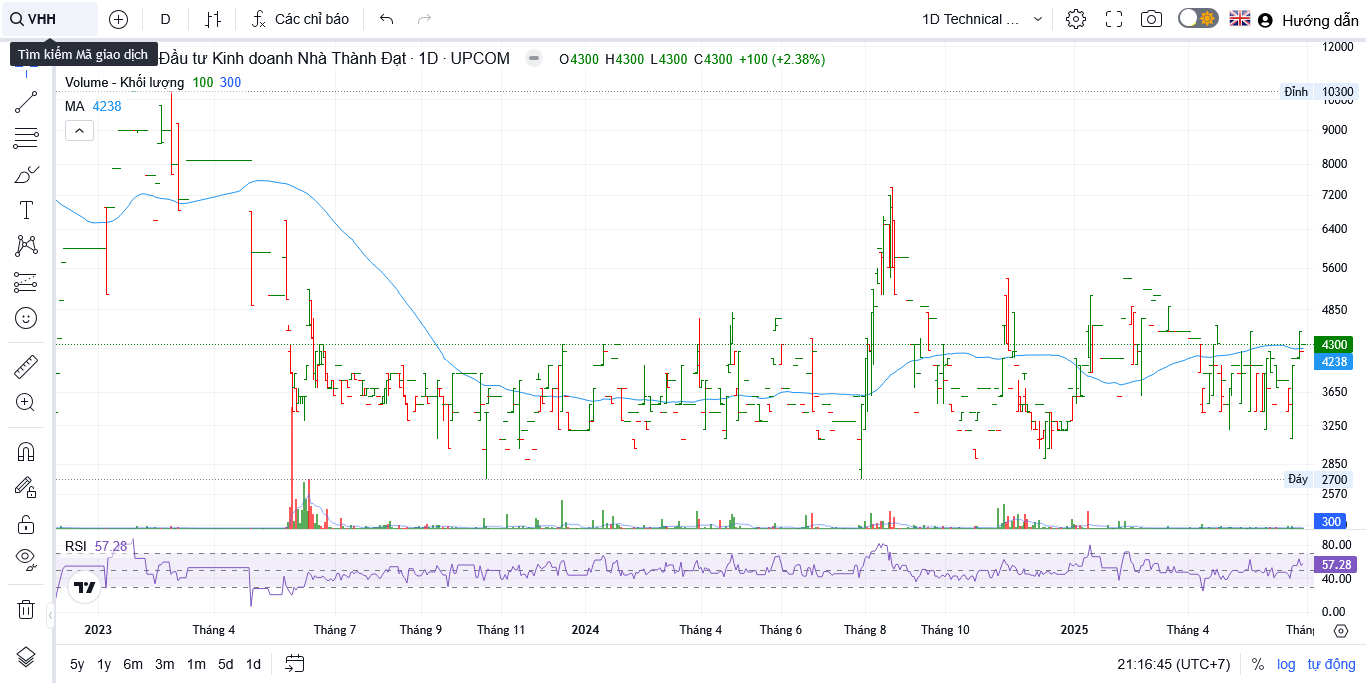 VHH
D
Các chỉ báo
1D Technical ...
Hướng dẫn
Tìm kiếm Mã giao dịch
Đầu tư Kinh doanh Nhà Thành Đạt · 1D · UPCOM
O4300 H4300 L4300 C4300 +100 (+2.38%)
Volume - Khối lượng 100 300
MA 4238
12000
Đỉnh 10300
10000
9000
8000
7200
6400
5600
4850
4300
4238
3650
3250
2850
Đáy 2700
2570
300
RSI 57.28
80.00
57.28
40.00
0.00
2023 Tháng 4 Tháng 7 Tháng 9 Tháng 11 2024 Tháng 4 Tháng 6 Tháng 8 Tháng 10 2025 Tháng 4 Thán
5y 1y 6m 3m 1m 5d 1d
21:16:45 (UTC+7) % log tự động